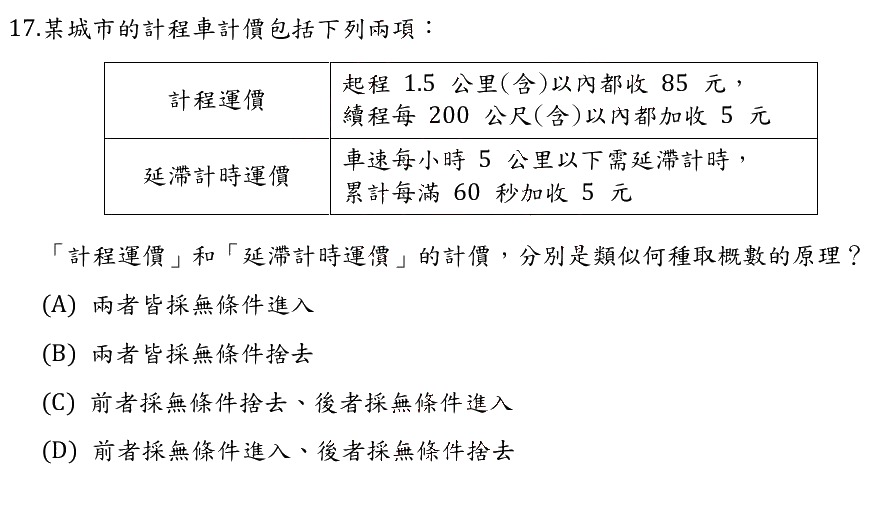 17.某城市的計程車計價包括下列兩項：
計程運價
起程 1.5 公里(含)以內都收 85 元，
續程每 200 公尺(含)以內都加收 5 元
延滯計時運價
車速每小時 5 公里以下需延滯計時，
累計每滿 60 秒加收 5 元
「計程運價」和「延滯計時運價」的計價，分別是類似何種取概數的原理？
(A) 兩者皆採無條件進入
(B) 兩者皆採無條件捨去
(C) 前者採無條件捨去、後者採無條件進入
(D) 前者採無條件進入、後者採無條件捨去